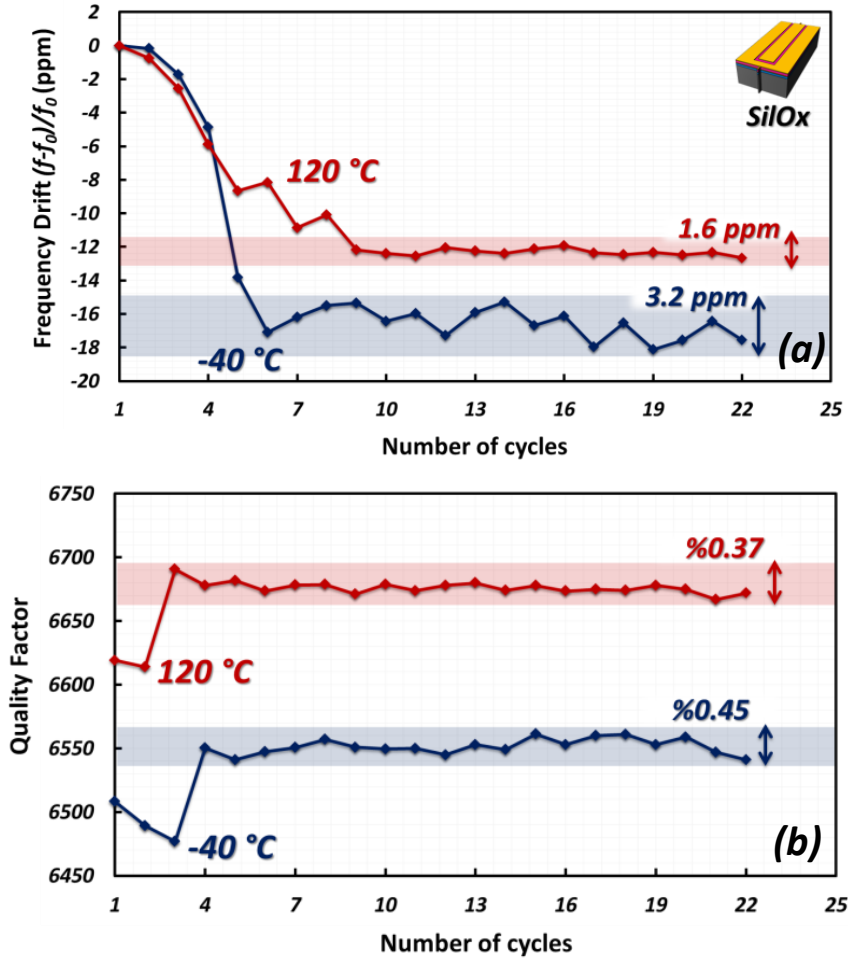 Frequency Drift (f-f₀)/f₀ (ppm)
0
-2
-4
-6
-8
-10
-12
-14
-16
-18
-20
SilOx
120 °C
1.6 ppm
3.2 ppm
-40 °C
(a)
1 4 7 10 13 16 19 22 25
Number of cycles
Quality Factor
6750
6700
6650
6600
6550
6500
6450
%0.37
120 °C
%0.45
-40 °C
(b)
1 4 7 10 13 16 19 22 25
Number of cycles